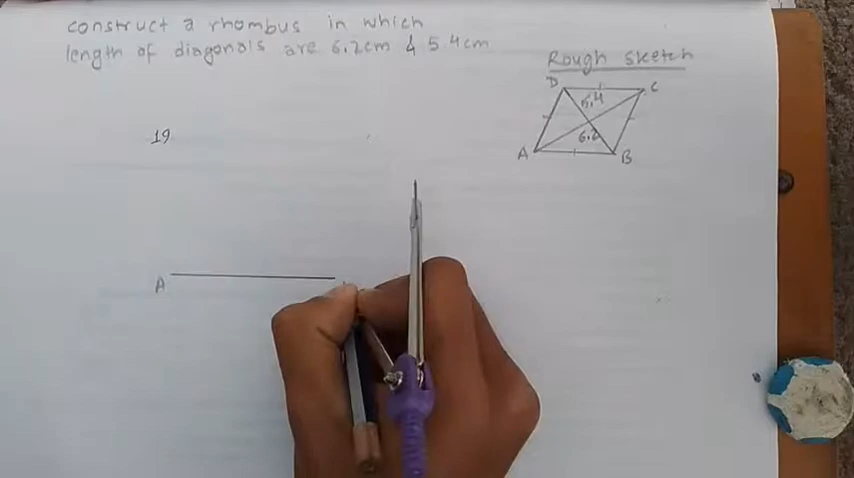 construct a rhombus in which
length of diagonals are 6.2cm & 5.4cm
Rough sketch
D
C
5.4
6.2
A
B
19
A